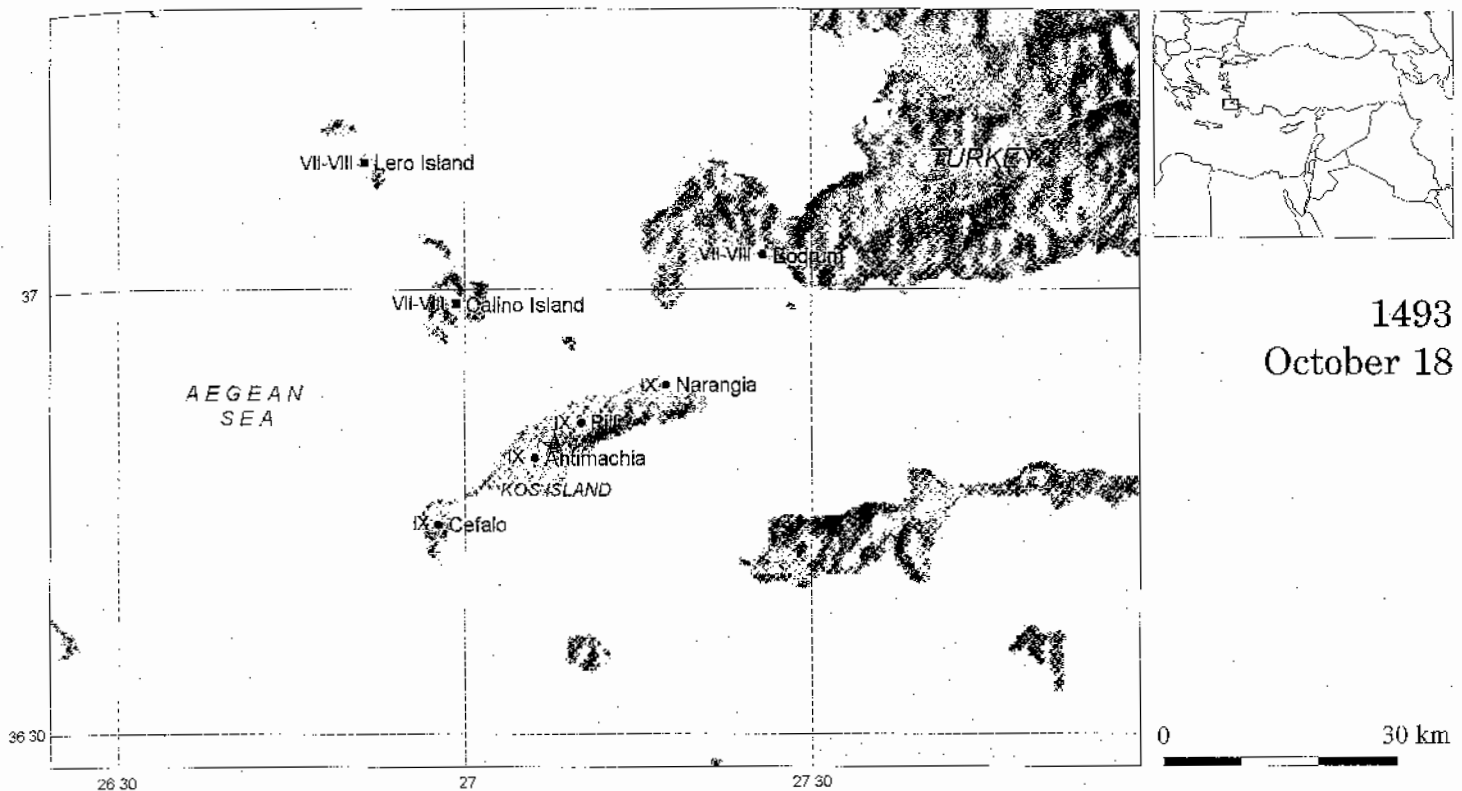 VII-VIII Lero Island
TURKEY
VII-VIII Bodrum
37
VII-VIII Calino Island
1493
October 18
AEGEAN
SEA
IX Narangia
IX Pili
IX Antimachia
KOS ISLAND
IX Cefalo
36 30
0 30 km
26 30 27 27 30